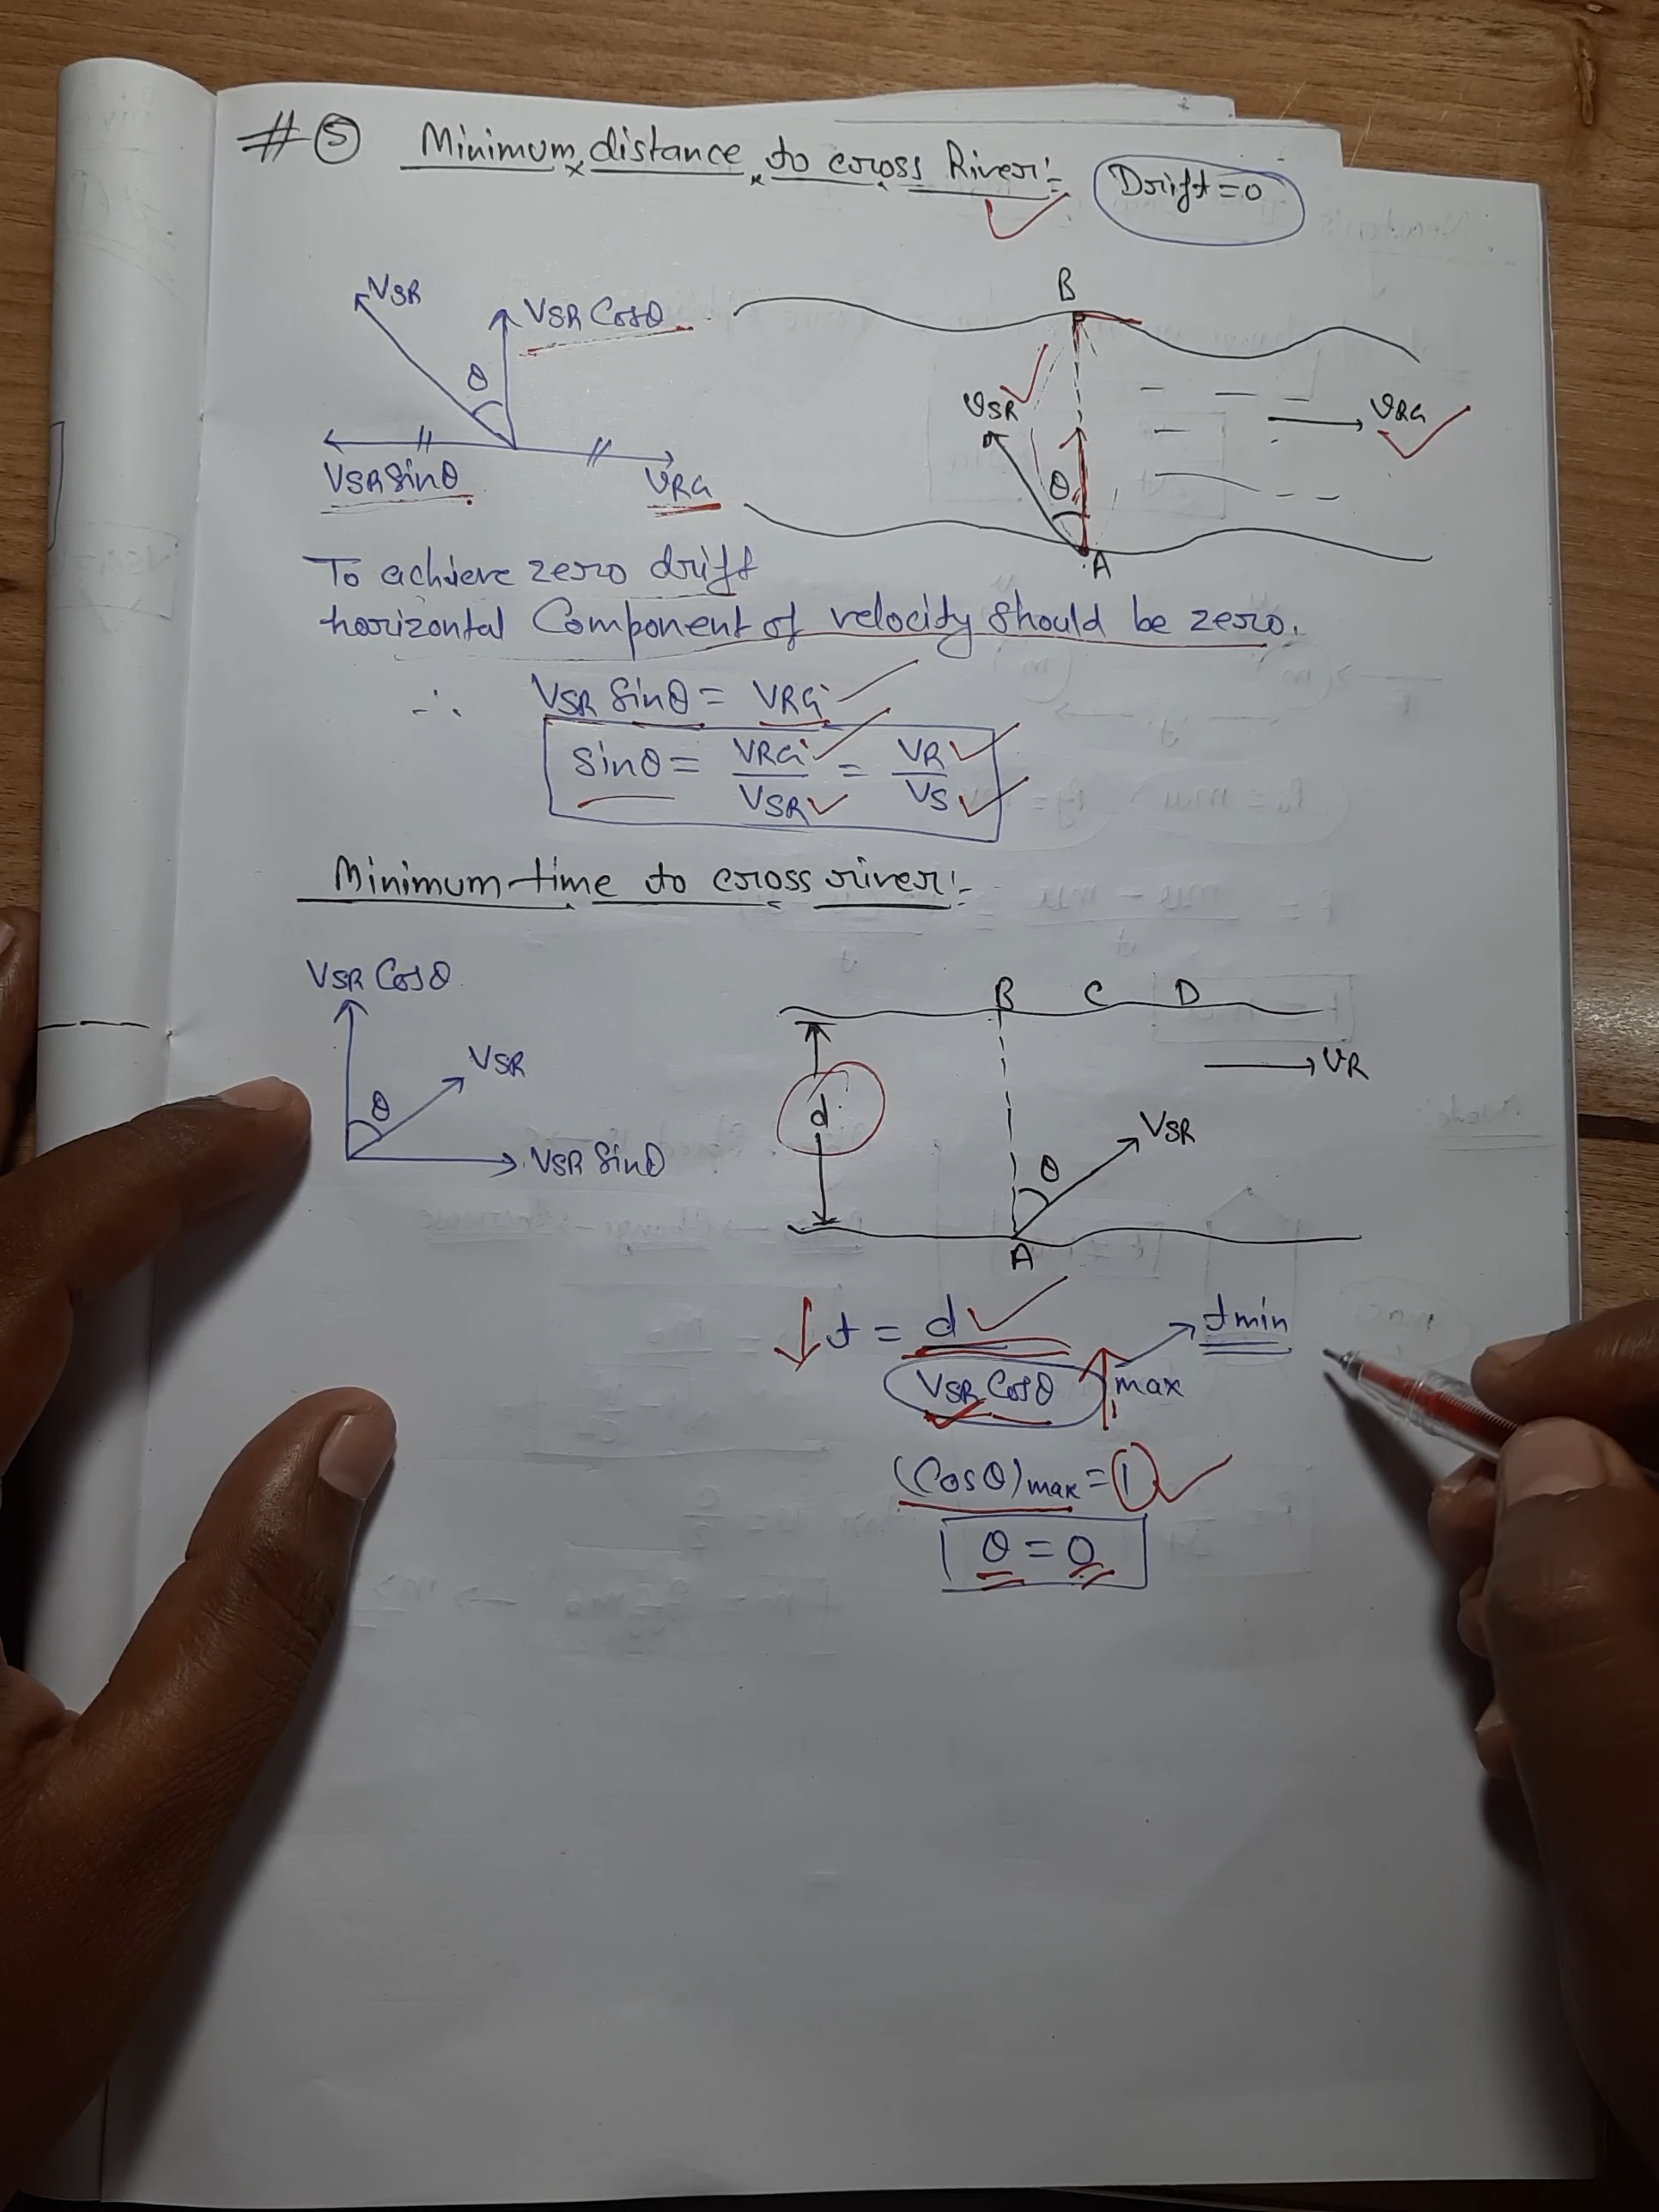 # 5 Minimum distance to cross River:- Drift = 0
VSR
VSR Cosθ
θ
VSR Sinθ
VRG
B
VSR
VRG
θ
A
To achieve zero drift
horizontal Component of velocity should be zero.
∴ VSR Sinθ = VRG
Sinθ = VRG/VSR = VR/VS
Minimum time to cross river:-
VSR Cosθ
VSR
θ
VSR Sinθ
B C D
VR
d
VSR
θ
A
↓ t = d/VSR Cosθ ↑ max → tmin
(Cosθ)max = 1
θ = 0